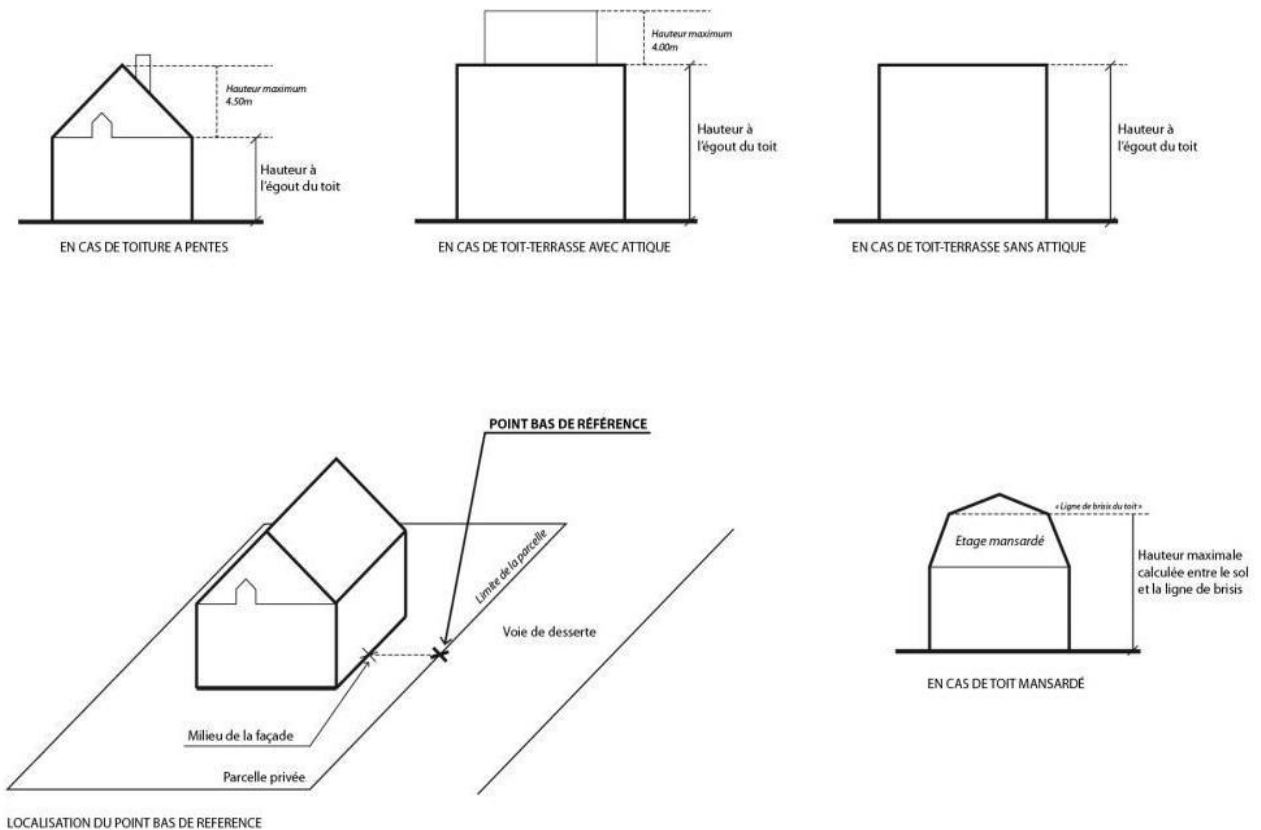 Hauteur maximum
4.50m
Hauteur à
l'égout du toit
EN CAS DE TOITURE A PENTES
Hauteur maximum
4.00m
Hauteur à
l'égout du toit
EN CAS DE TOIT-TERRASSE AVEC ATTIQUE
Hauteur à
l'égout du toit
EN CAS DE TOIT-TERRASSE SANS ATTIQUE
POINT BAS DE RÉFÉRENCE
Limite de la parcelle
Voie de desserte
Milieu de la façade
Parcelle privée
LOCALISATION DU POINT BAS DE REFERENCE
« Ligne de brisis du toit »
Etage mansardé
Hauteur maximale
calculée entre le sol
et la ligne de brisis
EN CAS DE TOIT MANSARDÉ